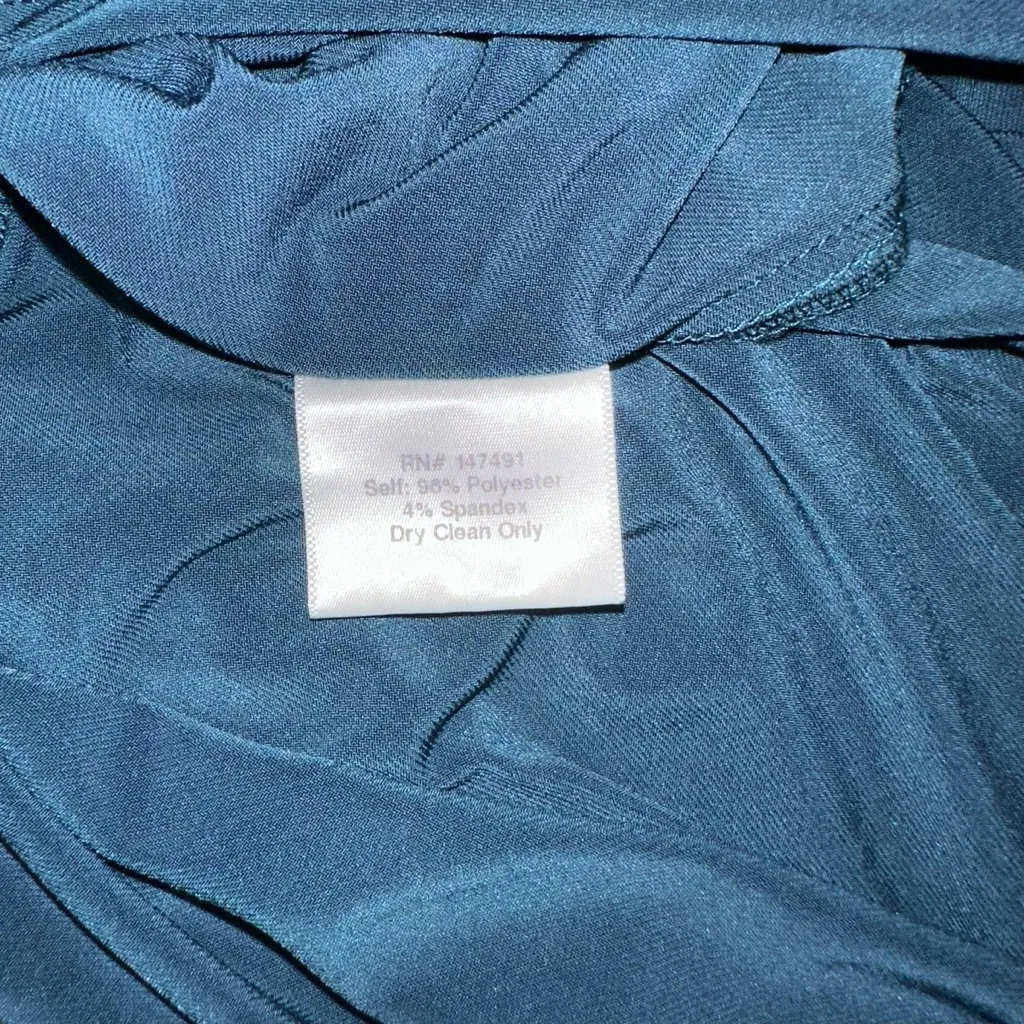 RN# 147491
Self: 96% Polyester
4% Spandex
Dry Clean Only